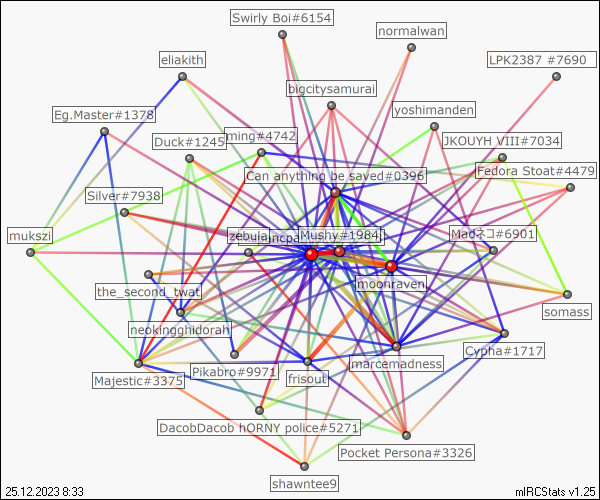 Swirly Boi#6154
normalwan
eliakith
LPK2387 #7690
bigcitysamurai
Eg.Master#1378
yoshimanden
ming#4742
Duck#1245
JKOUYH VIII#7034
Can anything be saved#0396
Fedora Stoat#4479
Silver#7938
mukszi
zebula
Mushy#1984
Madネコ#6901
moonraven
the_second_twat
somass
neokingghidorah
Cypha#1717
marcemadness
Pikabro#9971
frisout
Majestic#3375
DacobDacob hORNY police#5271
Pocket Persona#3326
shawntee9
25.12.2023 8:33
mIRCStats v1.25